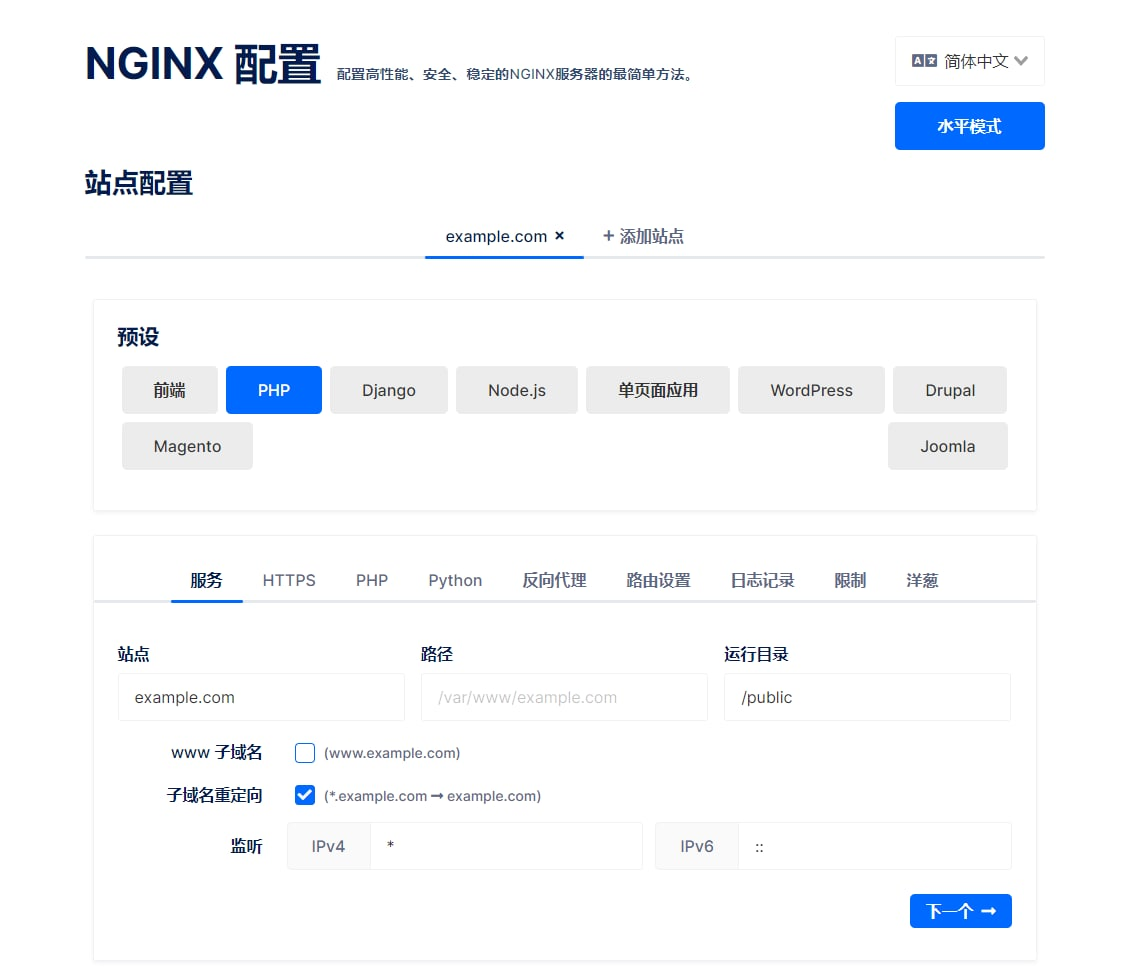 NGINX 配置 配置高性能、安全、稳定的NGINX服务器的最简单方法。
简体中文
水平模式
站点配置
example.com × + 添加站点
预设
前端 PHP Django Node.js 单页面应用 WordPress Drupal
Magento Joomla
服务 HTTPS PHP Python 反向代理 路由设置 日志记录 限制 洋葱
站点 路径 运行目录
example.com /var/www/example.com /public
www 子域名 (www.example.com)
子域名重定向 (*.example.com ➞ example.com)
监听 IPv4 * IPv6 ::
下一个 ➞